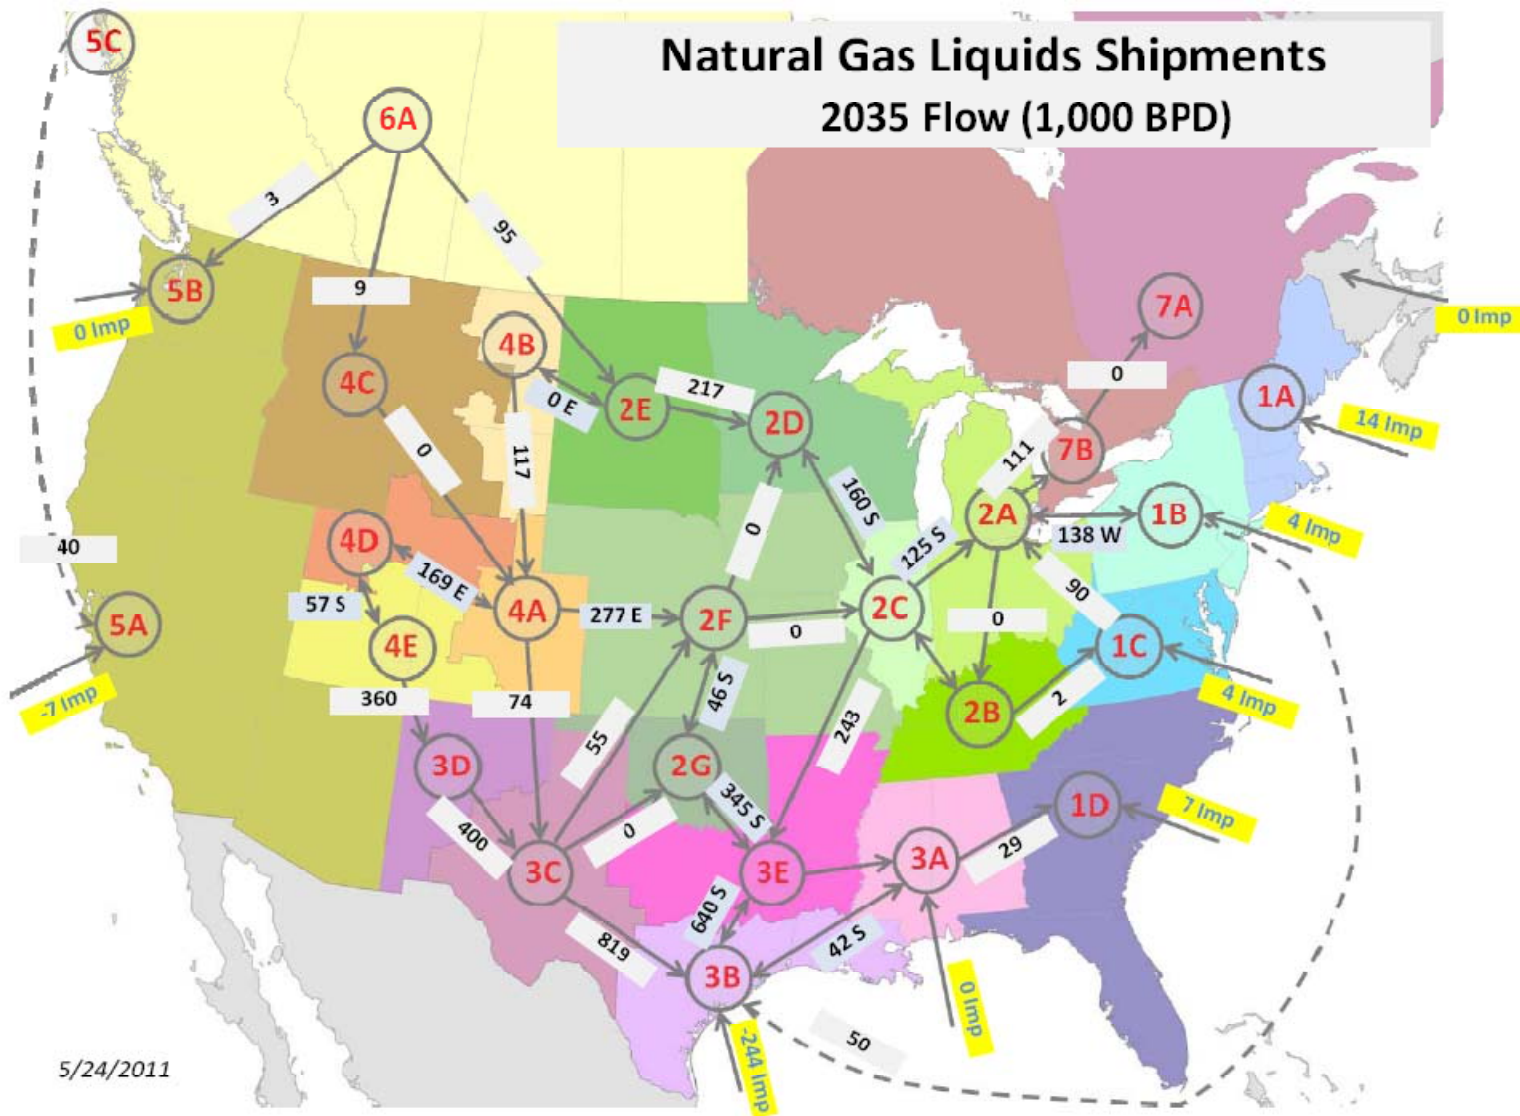 Natural Gas Liquids Shipments
2035 Flow (1,000 BPD)
5C
6A
3
95
9
5B
0 Imp
4C
4B
0 E
2E
217
2D
7A
0
0 Imp
1A
14 Imp
7B
111
0
117
160 S
2A
138 W
1B
4 Imp
125 S
40
4D
169 E
57 S
4E
4A
277 E
0
2F
0
2C
0
90
1C
4 Imp
5A
-7 Imp
360
74
46 S
55
243
2B
2
3D
400
2G
345 S
0
3C
3E
3A
29
1D
7 Imp
640 S
819
42 S
3B
0 Imp
-244 Imp
50
5/24/2011